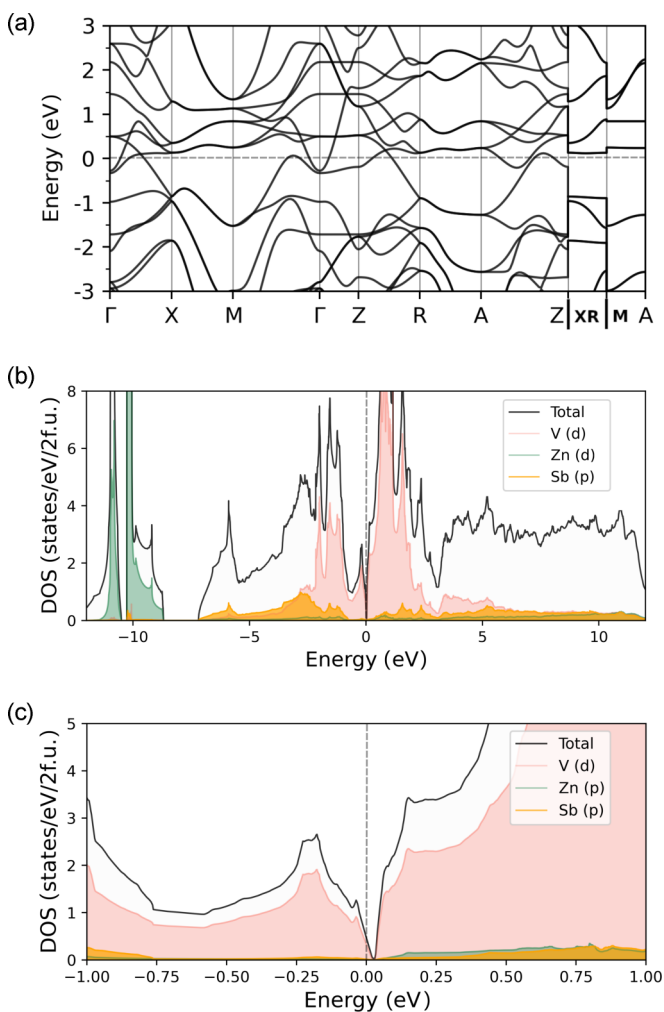 (a)
3
2
1
0
-1
-2
-3
Energy (eV)
Γ X M Γ Z R A Z XR M A
(b)
8
6
4
2
0
DOS (states/eV/2f.u.)
Total
V (d)
Zn (d)
Sb (p)
−10 −5 0 5 10
Energy (eV)
(c)
5
4
3
2
1
0
DOS (states/eV/2f.u.)
Total
V (d)
Zn (p)
Sb (p)
−1.00 −0.75 −0.50 −0.25 0.00 0.25 0.50 0.75 1.00
Energy (eV)